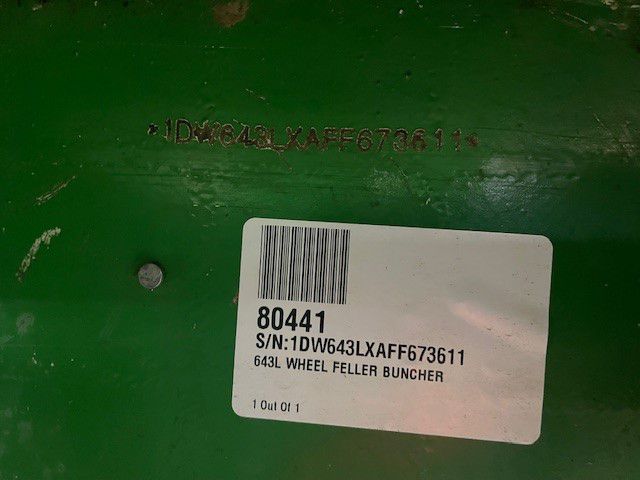 *1DW643LXAFF673611*
80441
S/N:1DW643LXAFF673611
643L WHEEL FELLER BUNCHER
1 Out Of 1